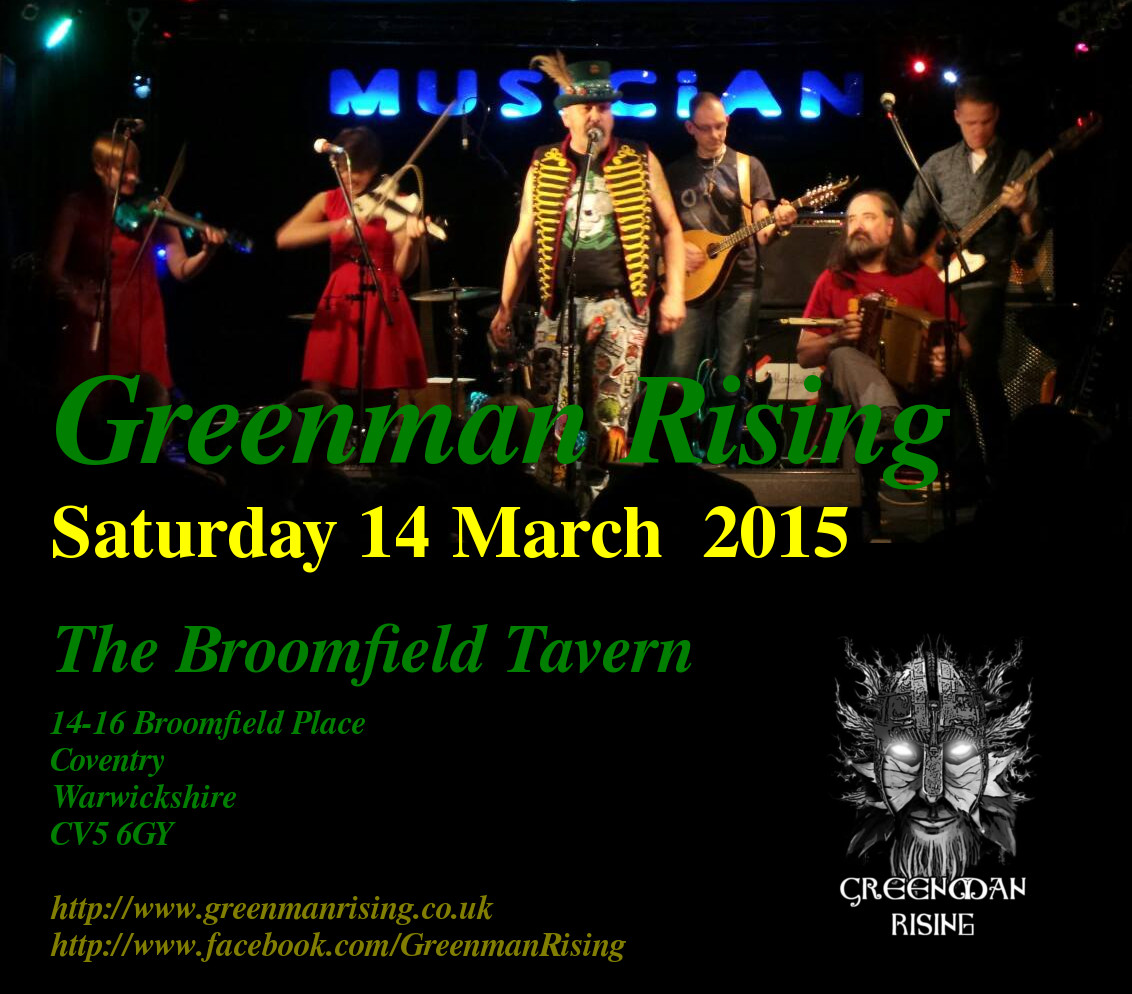 MUSiCiAN
Greenman Rising
Saturday 14 March 2015
The Broomfield Tavern
14-16 Broomfield Place
Coventry
Warwickshire
CV5 6GY
http://www.greenmanrising.co.uk
http://www.facebook.com/GreenmanRising
GREENMAN
RISING